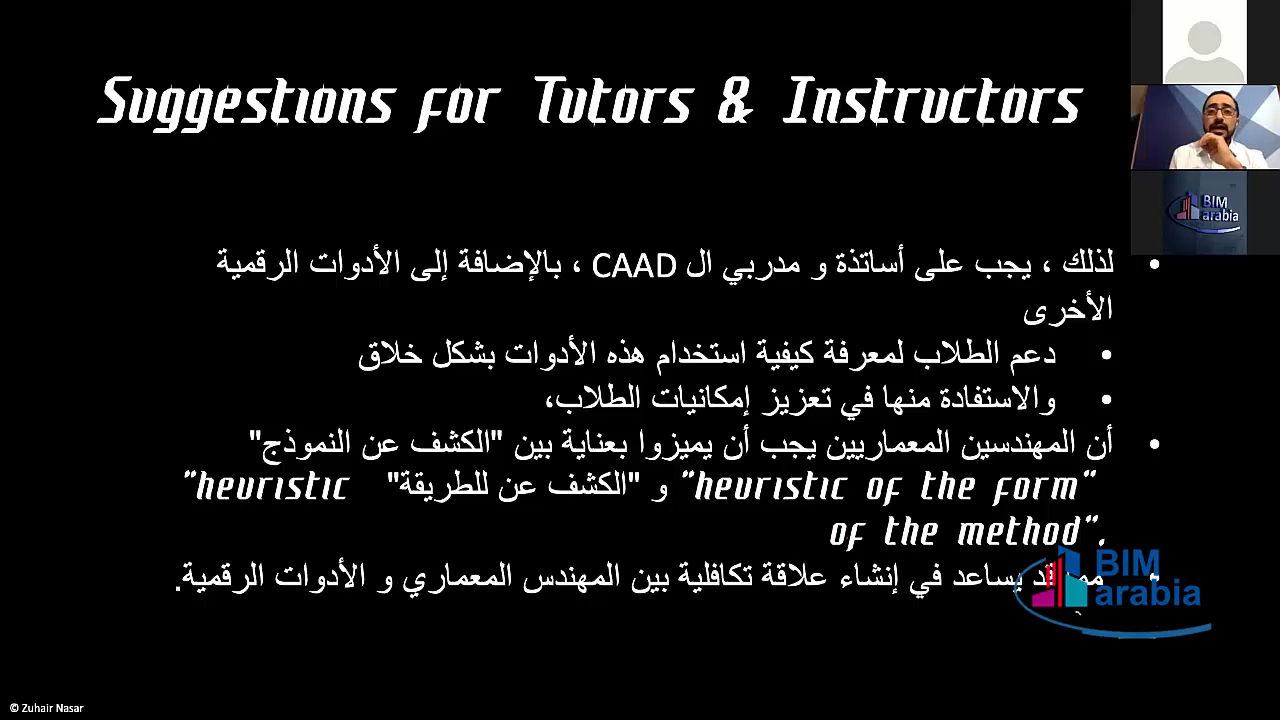 Suggestions for Tutors & Instructors
لذلك ، يجب على أساتذة و مدربي ال CAAD ، بالإضافة إلى الأدوات الرقمية
الأخرى
دعم الطلاب لمعرفة كيفية استخدام هذه الأدوات بشكل خلاق
والاستفادة منها في تعزيز إمكانيات الطلاب،
أن المهندسين المعماريين يجب أن يميزوا بعناية بين "الكشف عن النموذج"
"heuristic of the form" و "الكشف عن للطريقة" "heuristic
of the method".
يساعد في إنشاء علاقة تكافلية بين المهندس المعماري و الأدوات الرقمية.
BIM
arabia
BIM
arabia
© Zuhair Nasar